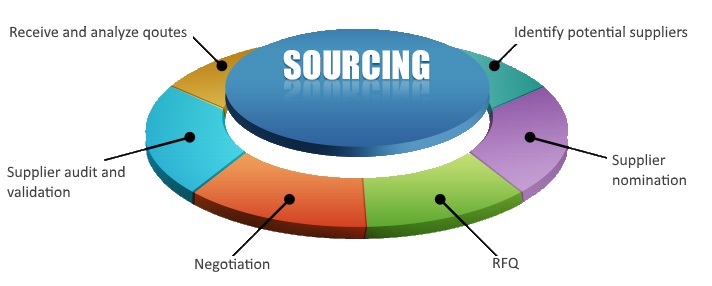 Receive and analyze qoutes
Identify potential suppliers
SOURCING
Supplier audit and
validation
Supplier
nomination
Negotiation
RFQ